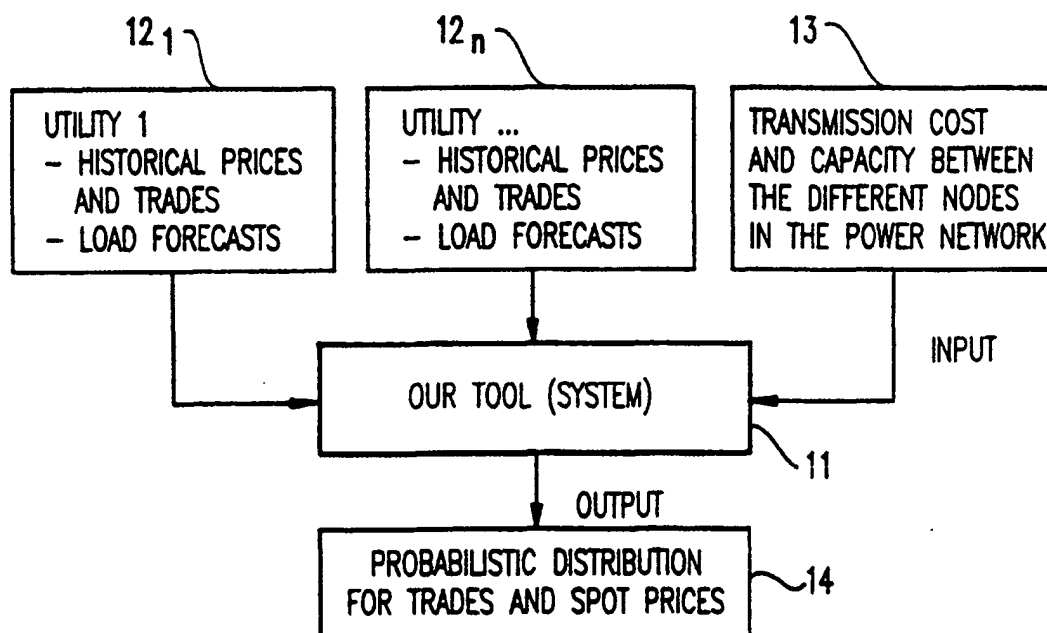 12 1
12 n
13
UTILITY 1
- HISTORICAL PRICES
AND TRADES
- LOAD FORECASTS
UTILITY ...
- HISTORICAL PRICES
AND TRADES
- LOAD FORECASTS
TRANSMISSION COST
AND CAPACITY BETWEEN
THE DIFFERENT NODES
IN THE POWER NETWORK
INPUT
OUR TOOL (SYSTEM)
11
OUTPUT
PROBABILISTIC DISTRIBUTION
FOR TRADES AND SPOT PRICES
14